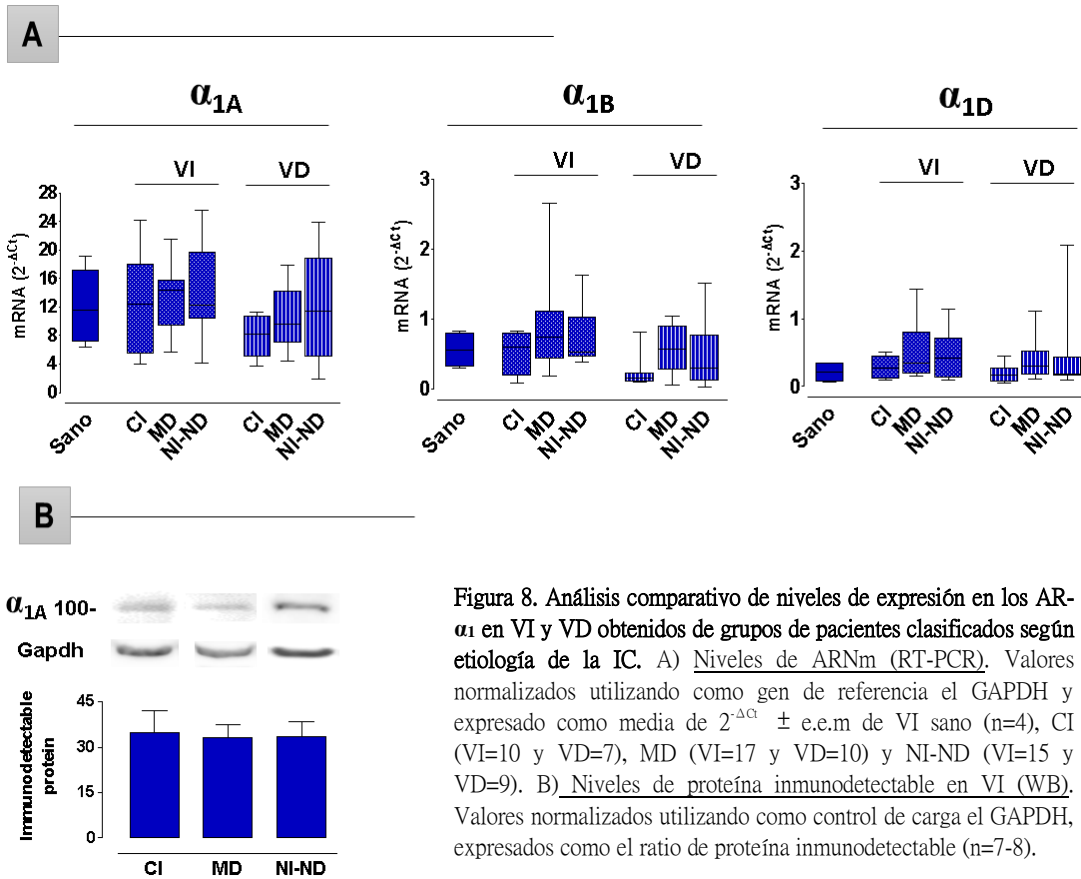 A
α1A
α1B
α1D
VI VD
VI VD
VI VD
mRNA (2-ΔCt)
28
24
20
16
12
8
4
0
Sano CI MD NI-ND CI MD NI-ND
mRNA (2-ΔCt)
3
2
1
0
Sano CI MD NI-ND CI MD NI-ND
mRNA (2-ΔCt)
3
2
1
0
Sano CI MD NI-ND CI MD NI-ND
B
α1A 100-
Gapdh
Immunodetectable
protein
45
30
15
0
CI MD NI-ND
Figura 8. Análisis comparativo de niveles de expresión en los AR-
α1 en VI y VD obtenidos de grupos de pacientes clasificados según
etiología de la IC. A) Niveles de ARNm (RT-PCR). Valores
normalizados utilizando como gen de referencia el GAPDH y
expresado como media de 2-ΔCt ± e.e.m de VI sano (n=4), CI
(VI=10 y VD=7), MD (VI=17 y VD=10) y NI-ND (VI=15 y
VD=9). B) Niveles de proteína inmunodetectable en VI (WB).
Valores normalizados utilizando como control de carga el GAPDH,
expresados como el ratio de proteína inmunodetectable (n=7-8).